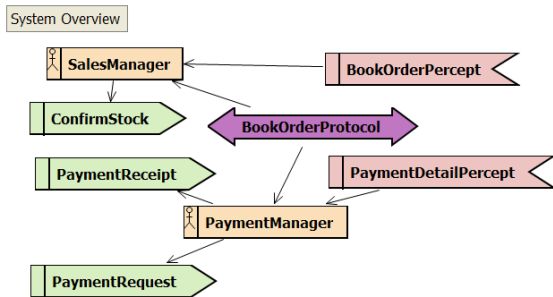 System Overview
SalesManager
BookOrderPercept
ConfirmStock
BookOrderProtocol
PaymentReceipt
PaymentDetailPercept
PaymentManager
PaymentRequest